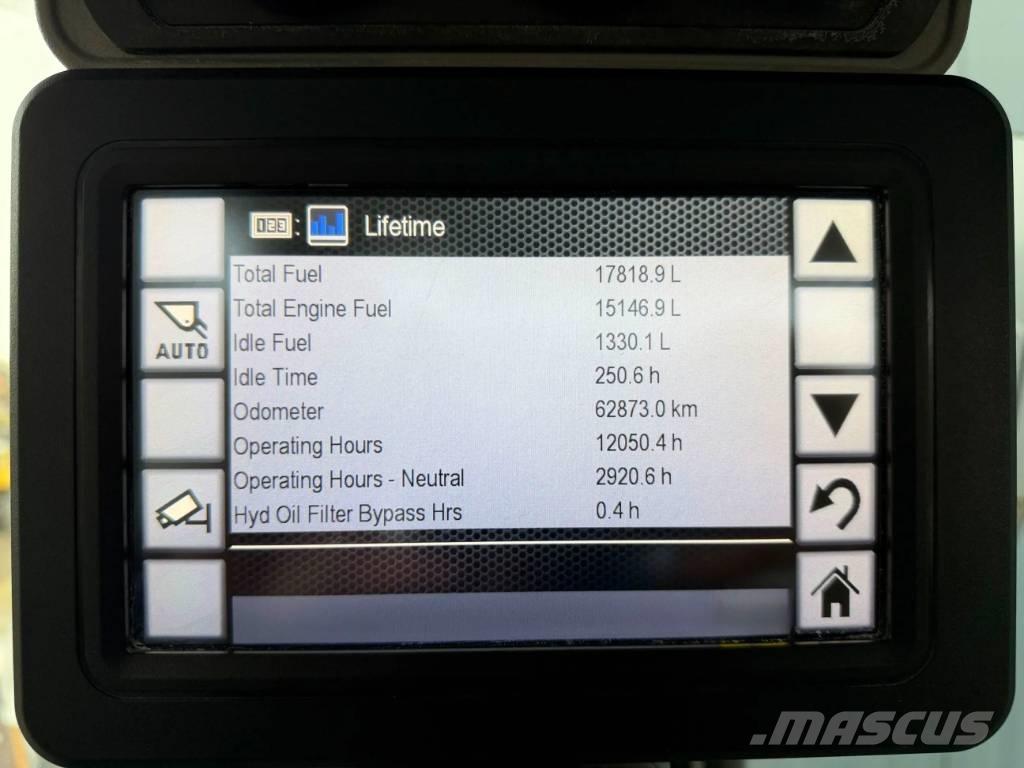 123 : Lifetime
Total Fuel 17818.9 L
Total Engine Fuel 15146.9 L
Idle Fuel 1330.1 L
Idle Time 250.6 h
Odometer 62873.0 km
Operating Hours 12050.4 h
Operating Hours - Neutral 2920.6 h
Hyd Oil Filter Bypass Hrs 0.4 h
AUTO
.MASCUS